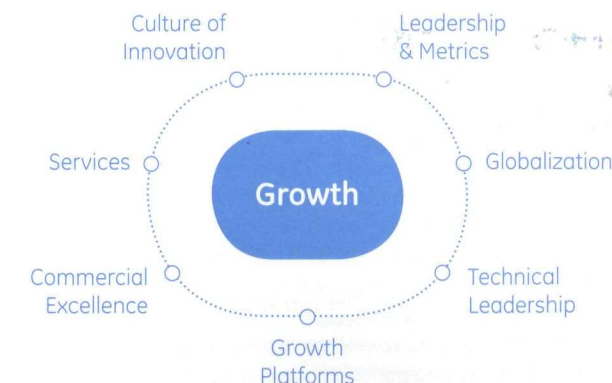 Culture of
Innovation
Leadership
& Metrics
Services
Growth
Globalization
Commercial
Excellence
Technical
Leadership
Growth
Platforms